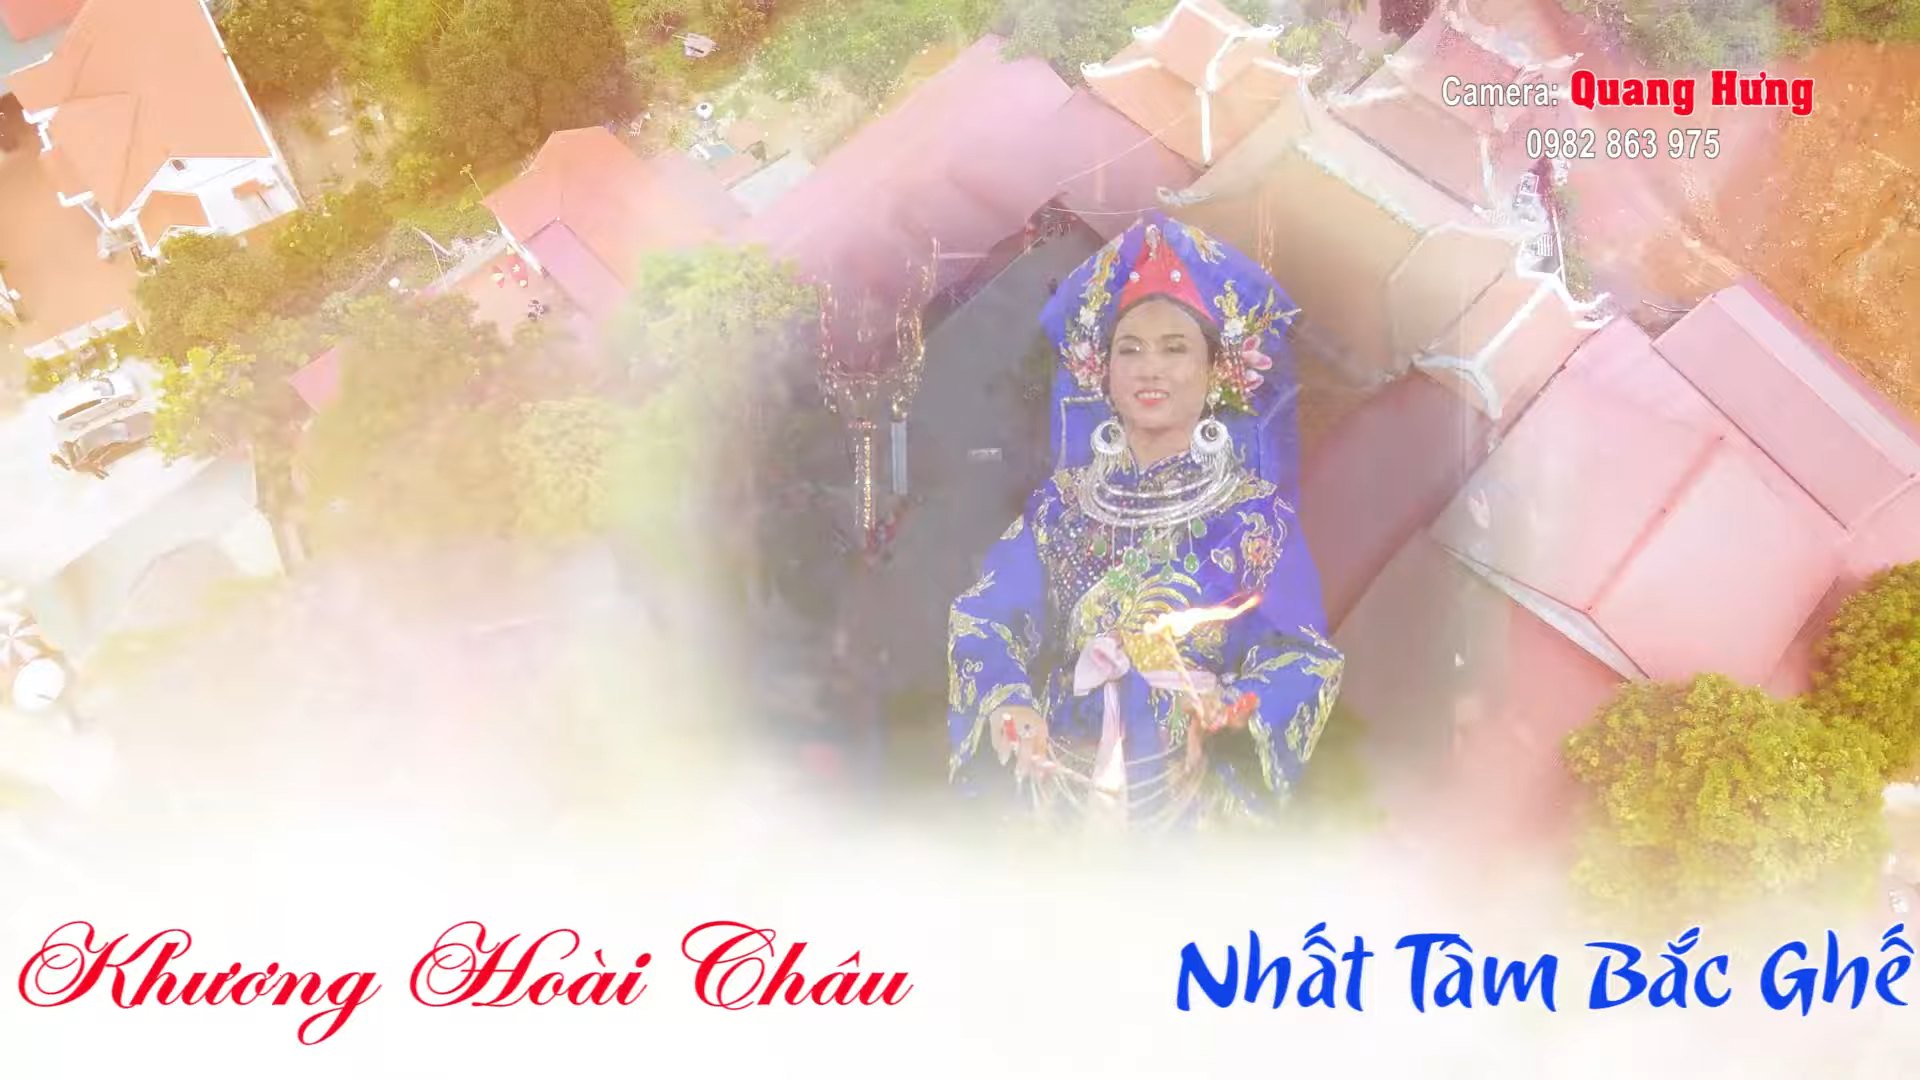 Camera: Quang Hưng
0982 863 975
Khương Hoài Châu
Nhất Tâm Bắc Ghế